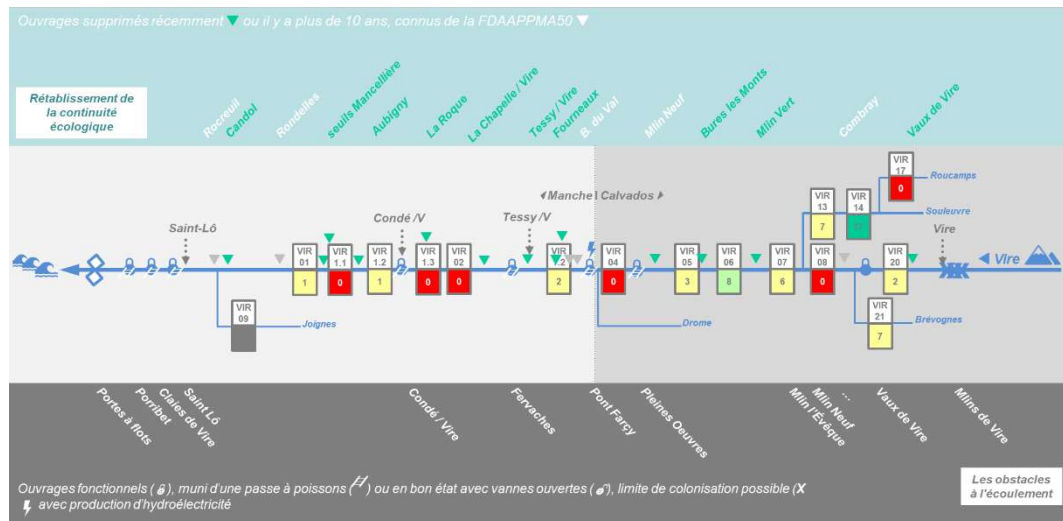 Ouvrages supprimés récemment ▼ ou il y a plus de 10 ans, connus de la FDAAPPMA50 ▼
Rétablissement de
la continuité
écologique
Rocreuil
Candol
Rondelles
seuils Mancellière
Aubigny
La Roque
La Chapelle / Vire
Tessy / Vire
Fourneaux
B. du Val
Mlin Neuf
Bures les Monts
Mlin Vert
Combray
Vaux de Vire
Manche
Calvados
Saint-Lô
Condé /V
Tessy /V
Vire
Vire
VIR
17
0
Roucamps
VIR
13
7
VIR
14
Souleuvre
VIR
01
1
VIR
1.1
0
VIR
1.2
1
VIR
1.3
0
VIR
02
0
VIR
2
VIR
04
0
VIR
05
3
VIR
06
8
VIR
07
6
VIR
08
0
VIR
20
2
VIR
09
Joignes
Drome
VIR
21
7
Brévognes
Portes à flots
Porribet
Claies de Vire
Saint Lô
Condé / Vire
Fervaches
Pont Farçy
Pleines Oeuvres
Mlin l'Évêque
Mlin Neuf
...
Vaux de Vire
Mlins de Vire
Ouvrages fonctionnels ( ), muni d'une passe à poissons ( ) ou en bon état avec vannes ouvertes ( ), limite de colonisation possible (X
avec production d'hydroélectricité
Les obstacles
à l'écoulement